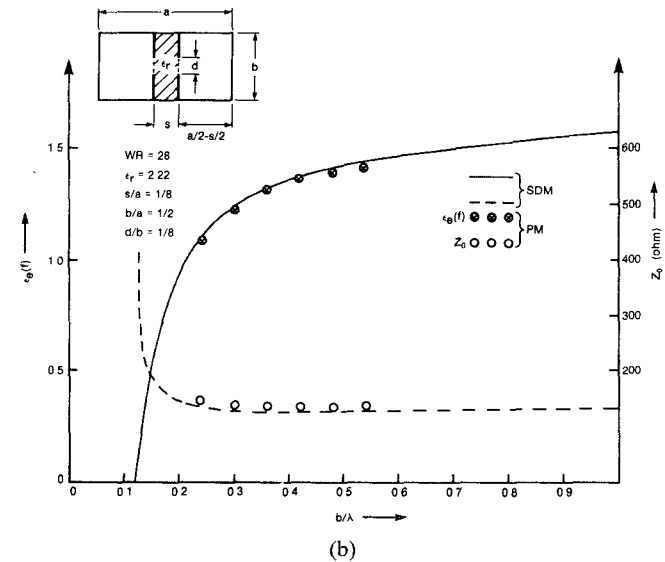 a
ϵr
d
b
s
a/2-s/2
WR = 28
ϵr = 2 22
s/a = 1/8
b/a = 1/2
d/b = 1/8
SDM
ϵe(f)
PM
Z0
1 5
1 0
0 5
0
ϵe(f)
600
500
400
300
200
Z0 (ohm)
0 0 1 0 2 0 3 0 4 0 5 0 6 0 7 0 8 0 9
b/λ
(b)